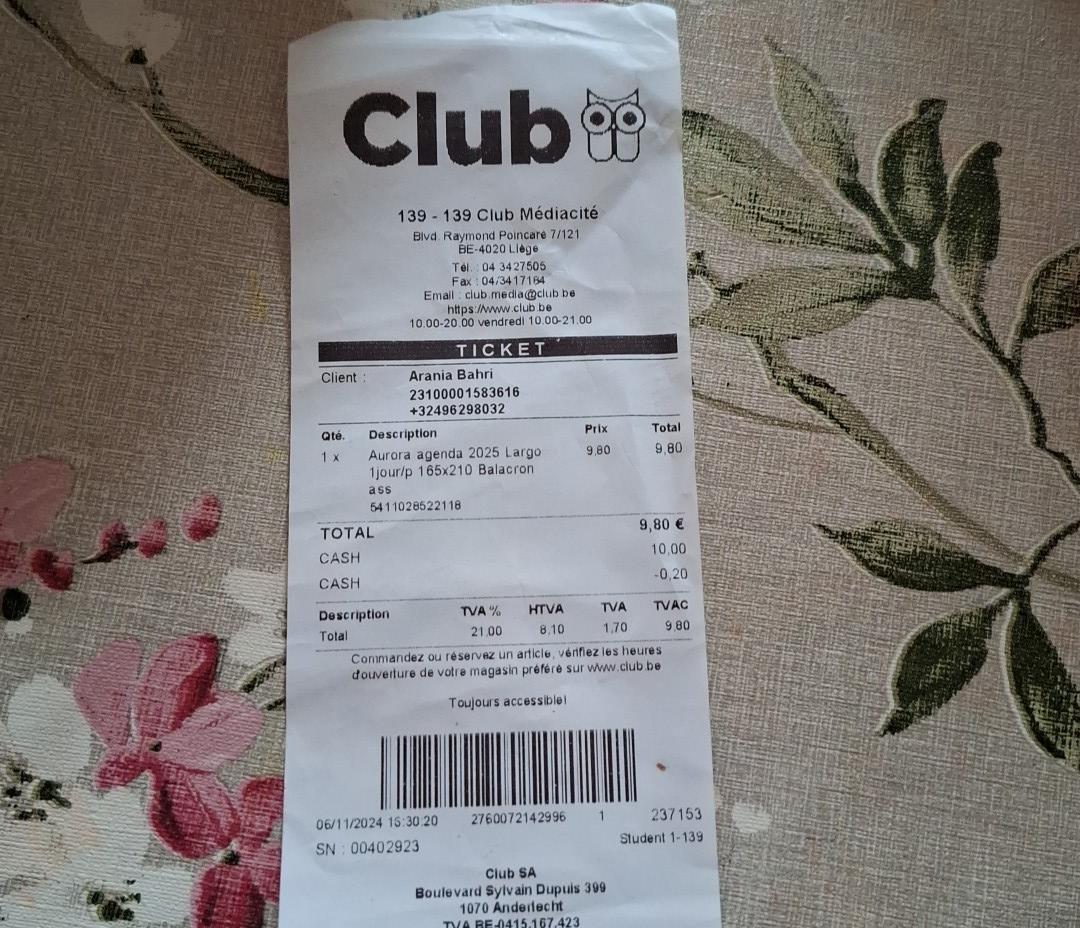 Club
139 - 139 Club Médiacité
Blvd. Raymond Poincaré 7/121
BE-4020 Liège
Tél. : 04 3427505
Fax : 04/3417164
Email : club.media@club.be
https://www.club.be
10.00-20.00 vendredi 10.00-21.00
TICKET
Client : Arania Bahri
23100001583616
+32496298032
Qté. Description Prix Total
1 x Aurora agenda 2025 Largo 9,80 9,80
1jour/p 165x210 Balacron
ass
5411028522118
TOTAL 9,80 €
CASH 10,00
CASH -0,20
Description TVA % HTVA TVA TVAC
Total 21,00 8,10 1,70 9,80
Commandez ou réservez un article, vérifiez les heures
d'ouverture de votre magasin préféré sur www.club.be
Toujours accessible!
06/11/2024 16:30:20 2760072142996 1 237153
SN : 00402923 Student 1-139
Club SA
Boulevard Sylvain Dupuis 399
1070 Anderlecht
TVA BE-0415.167.423